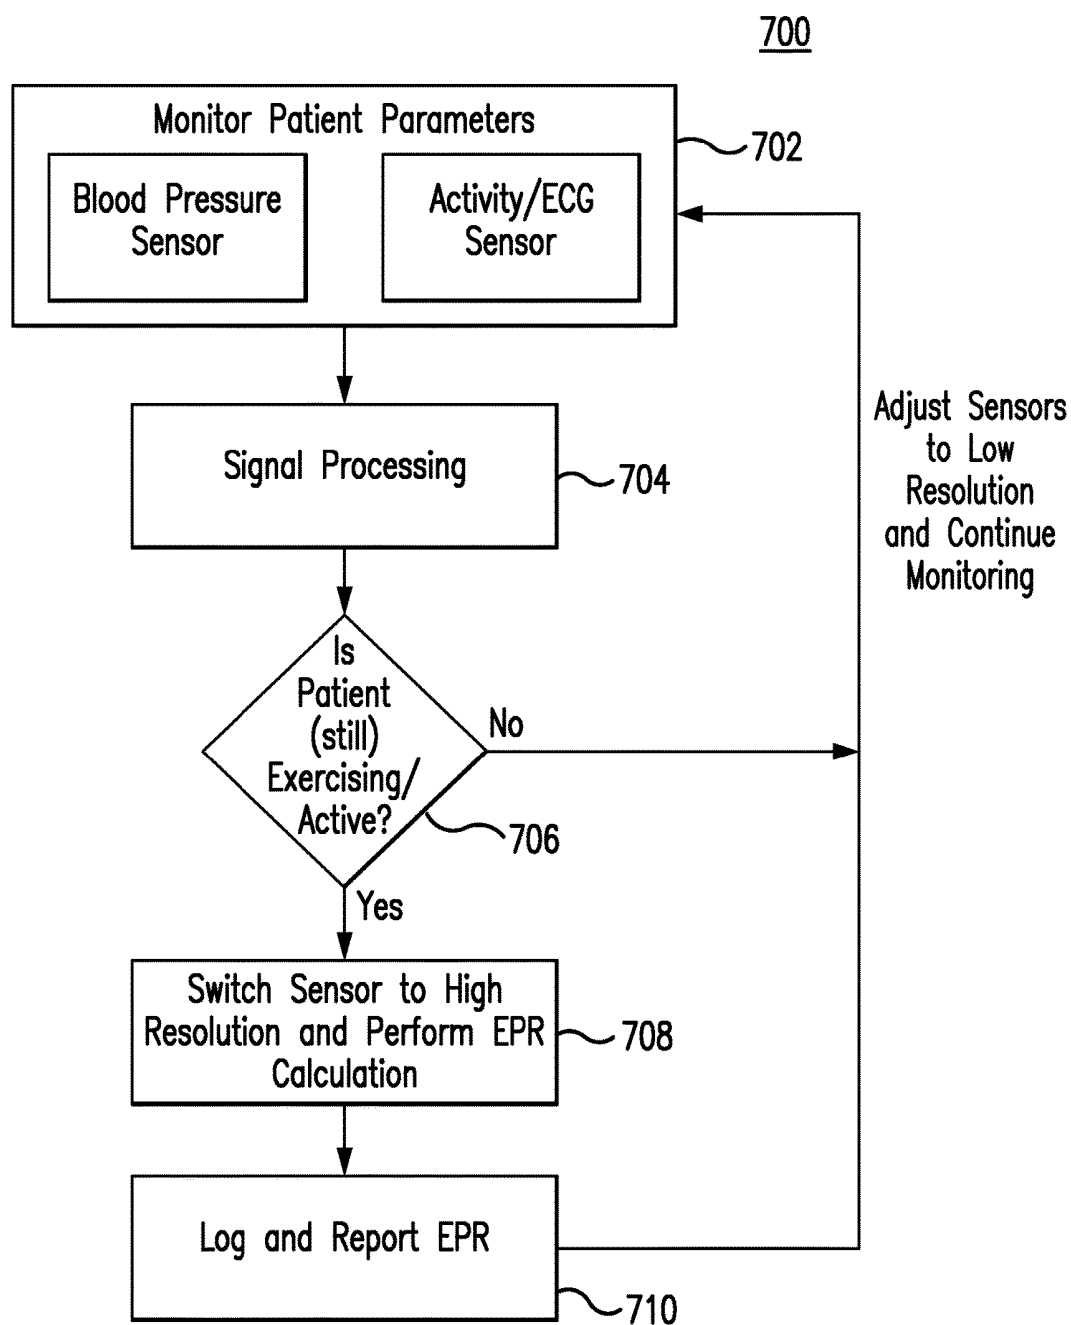 700
Monitor Patient Parameters
702
Blood Pressure
Sensor
Activity/ECG
Sensor
Signal Processing
704
Adjust Sensors
to Low
Resolution
and Continue
Monitoring
Is
Patient
(still)
Exercising/
Active?
No
706
Yes
Switch Sensor to High
Resolution and Perform EPR
Calculation
708
Log and Report EPR
710